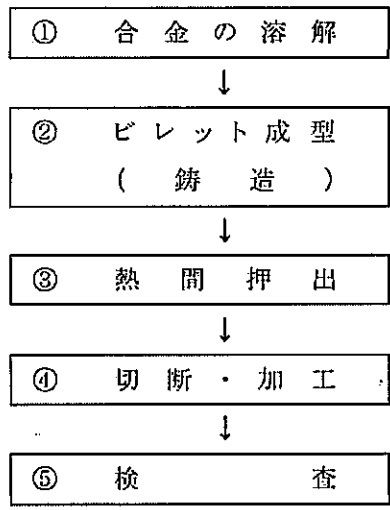 ① 合金の溶解
↓
② ビレット成型
(鋳造)
↓
③ 熱間押出
↓
④ 切断・加工
↓
⑤ 検査